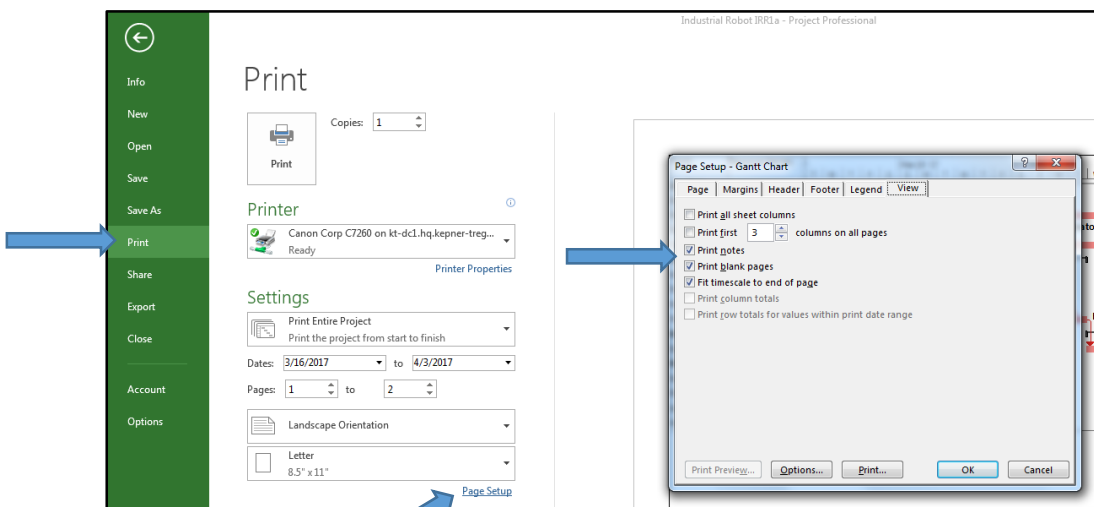 Industrial Robot IRR1a - Project Professional
Info
New
Open
Save
Save As
Print
Share
Export
Close
Account
Options
Print
Copies: 1
Print
Printer
Canon Corp C7260 on kt-dc1.hq.kepner-treg...
Ready
Printer Properties
Settings
Print Entire Project
Print the project from start to finish
Dates: 3/16/2017 to 4/3/2017
Pages: 1 to 2
Landscape Orientation
Letter
8.5" x 11"
Page Setup
Page Setup - Gantt Chart
Page Margins Header Footer Legend View
Print all sheet columns
Print first 3 columns on all pages
Print notes
Print blank pages
Fit timescale to end of page
Print column totals
Print row totals for values within print date range
Print Preview... Options... Print... OK Cancel